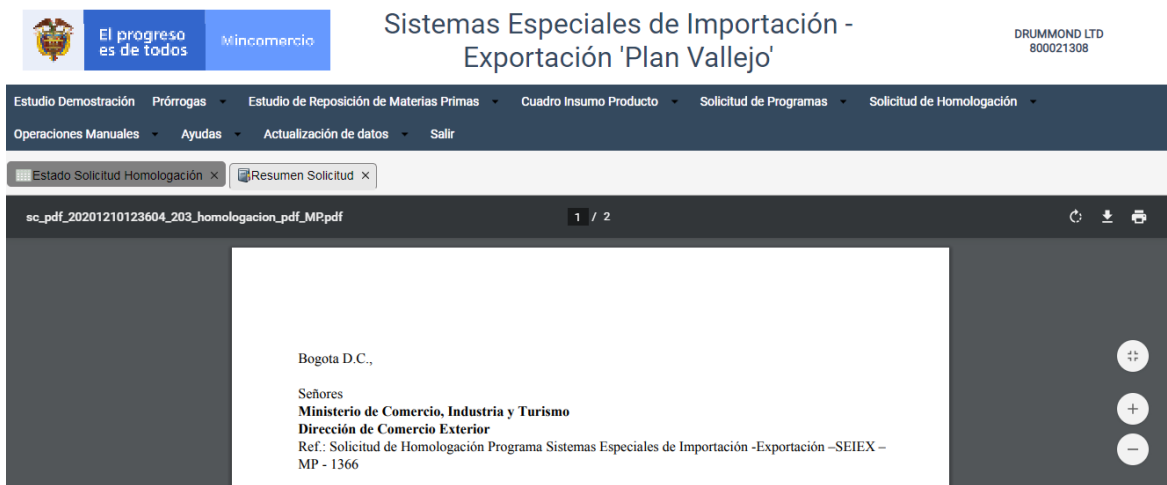 El progreso
es de todos
Mincomercio
Sistemas Especiales de Importación -
Exportación 'Plan Vallejo'
DRUMMOND LTD
800021308
Estudio Demostración Prórrogas Estudio de Reposición de Materias Primas Cuadro Insumo Producto Solicitud de Programas Solicitud de Homologación
Operaciones Manuales Ayudas Actualización de datos Salir
Estado Solicitud Homologación × Resumen Solicitud ×
sc_pdf_20201210123604_203_homologacion_pdf_MP.pdf 1 / 2
Bogota D.C.,
Señores
Ministerio de Comercio, Industria y Turismo
Dirección de Comercio Exterior
Ref.: Solicitud de Homologación Programa Sistemas Especiales de Importación -Exportación –SEIEX –
MP - 1366